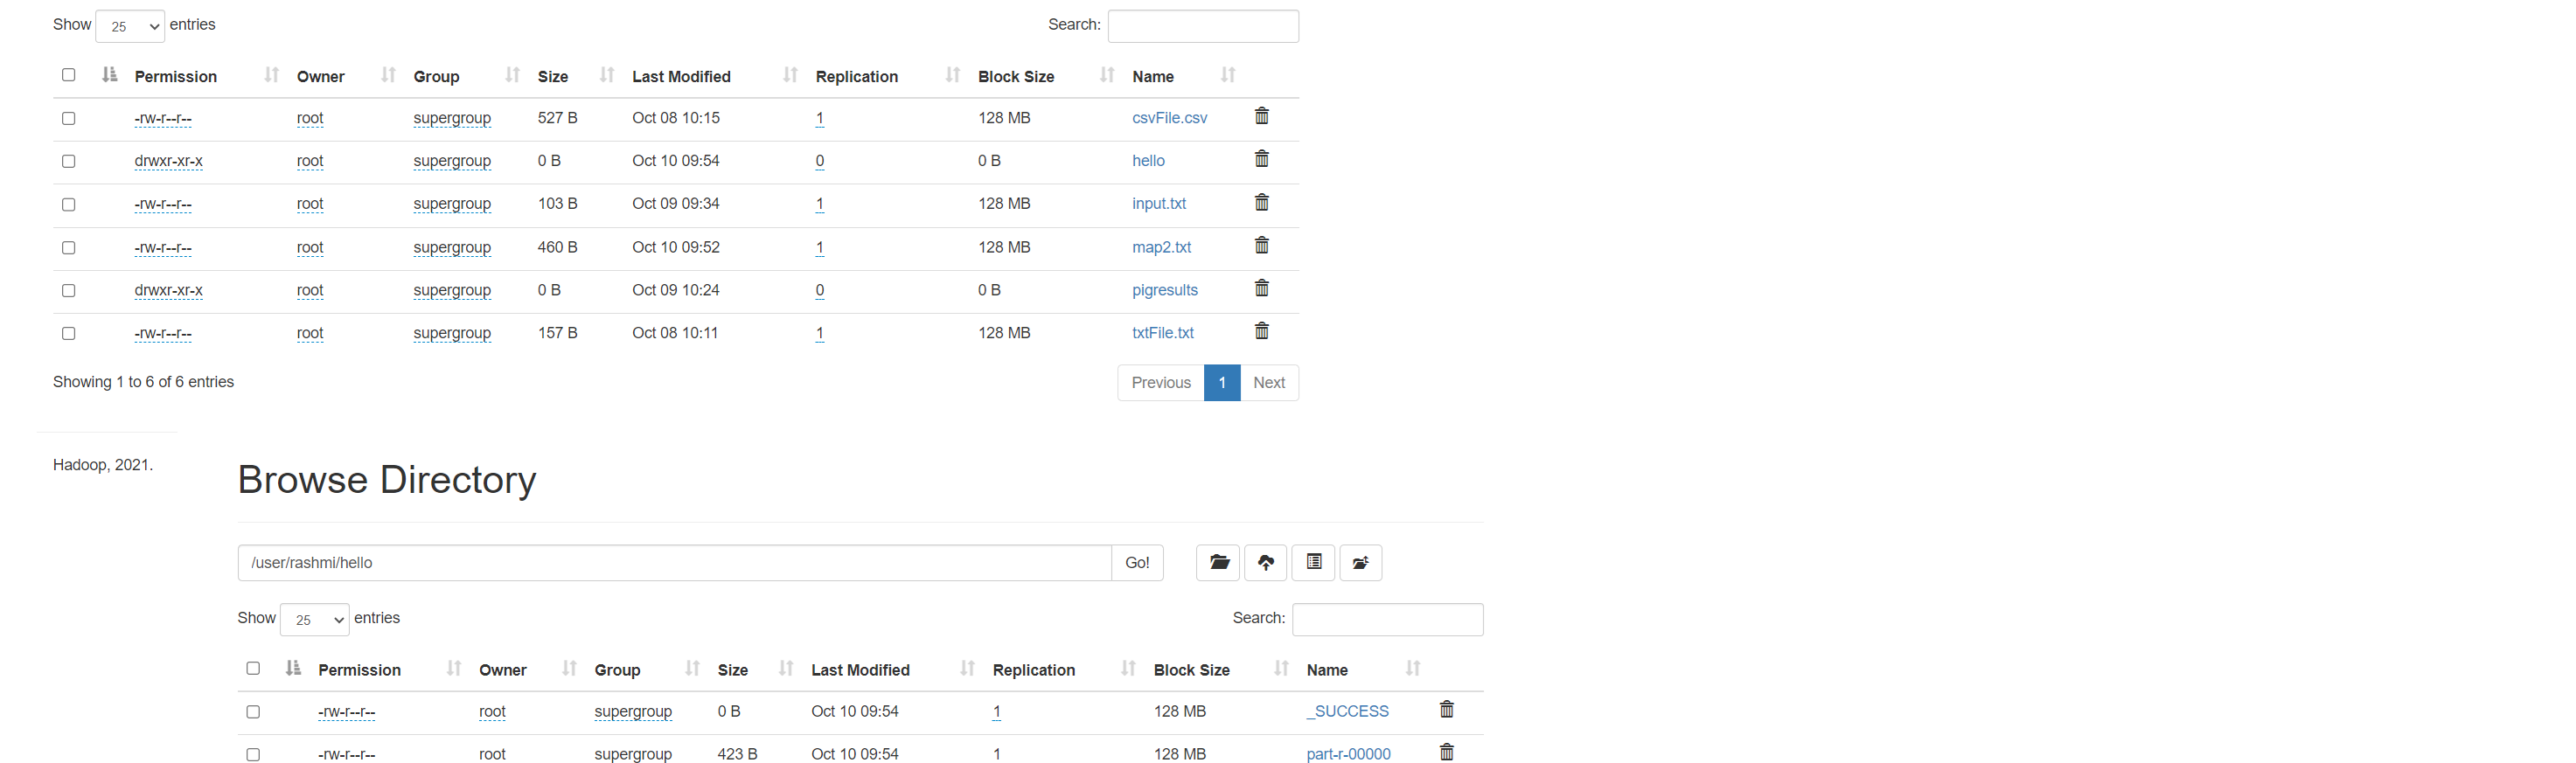 Show 25 entries Search:
Permission Owner Group Size Last Modified Replication Block Size Name
-rw-r--r-- root supergroup 527 B Oct 08 10:15 1 128 MB csvFile.csv
drwxr-xr-x root supergroup 0 B Oct 10 09:54 0 0 B hello
-rw-r--r-- root supergroup 103 B Oct 09 09:34 1 128 MB input.txt
-rw-r--r-- root supergroup 460 B Oct 10 09:52 1 128 MB map2.txt
drwxr-xr-x root supergroup 0 B Oct 09 10:24 0 0 B pigresults
-rw-r--r-- root supergroup 157 B Oct 08 10:11 1 128 MB txtFile.txt
Showing 1 to 6 of 6 entries Previous 1 Next
Hadoop, 2021.
Browse Directory
/user/rashmi/hello Go!
Show 25 entries Search:
Permission Owner Group Size Last Modified Replication Block Size Name
-rw-r--r-- root supergroup 0 B Oct 10 09:54 1 128 MB _SUCCESS
-rw-r--r-- root supergroup 423 B Oct 10 09:54 1 128 MB part-r-00000